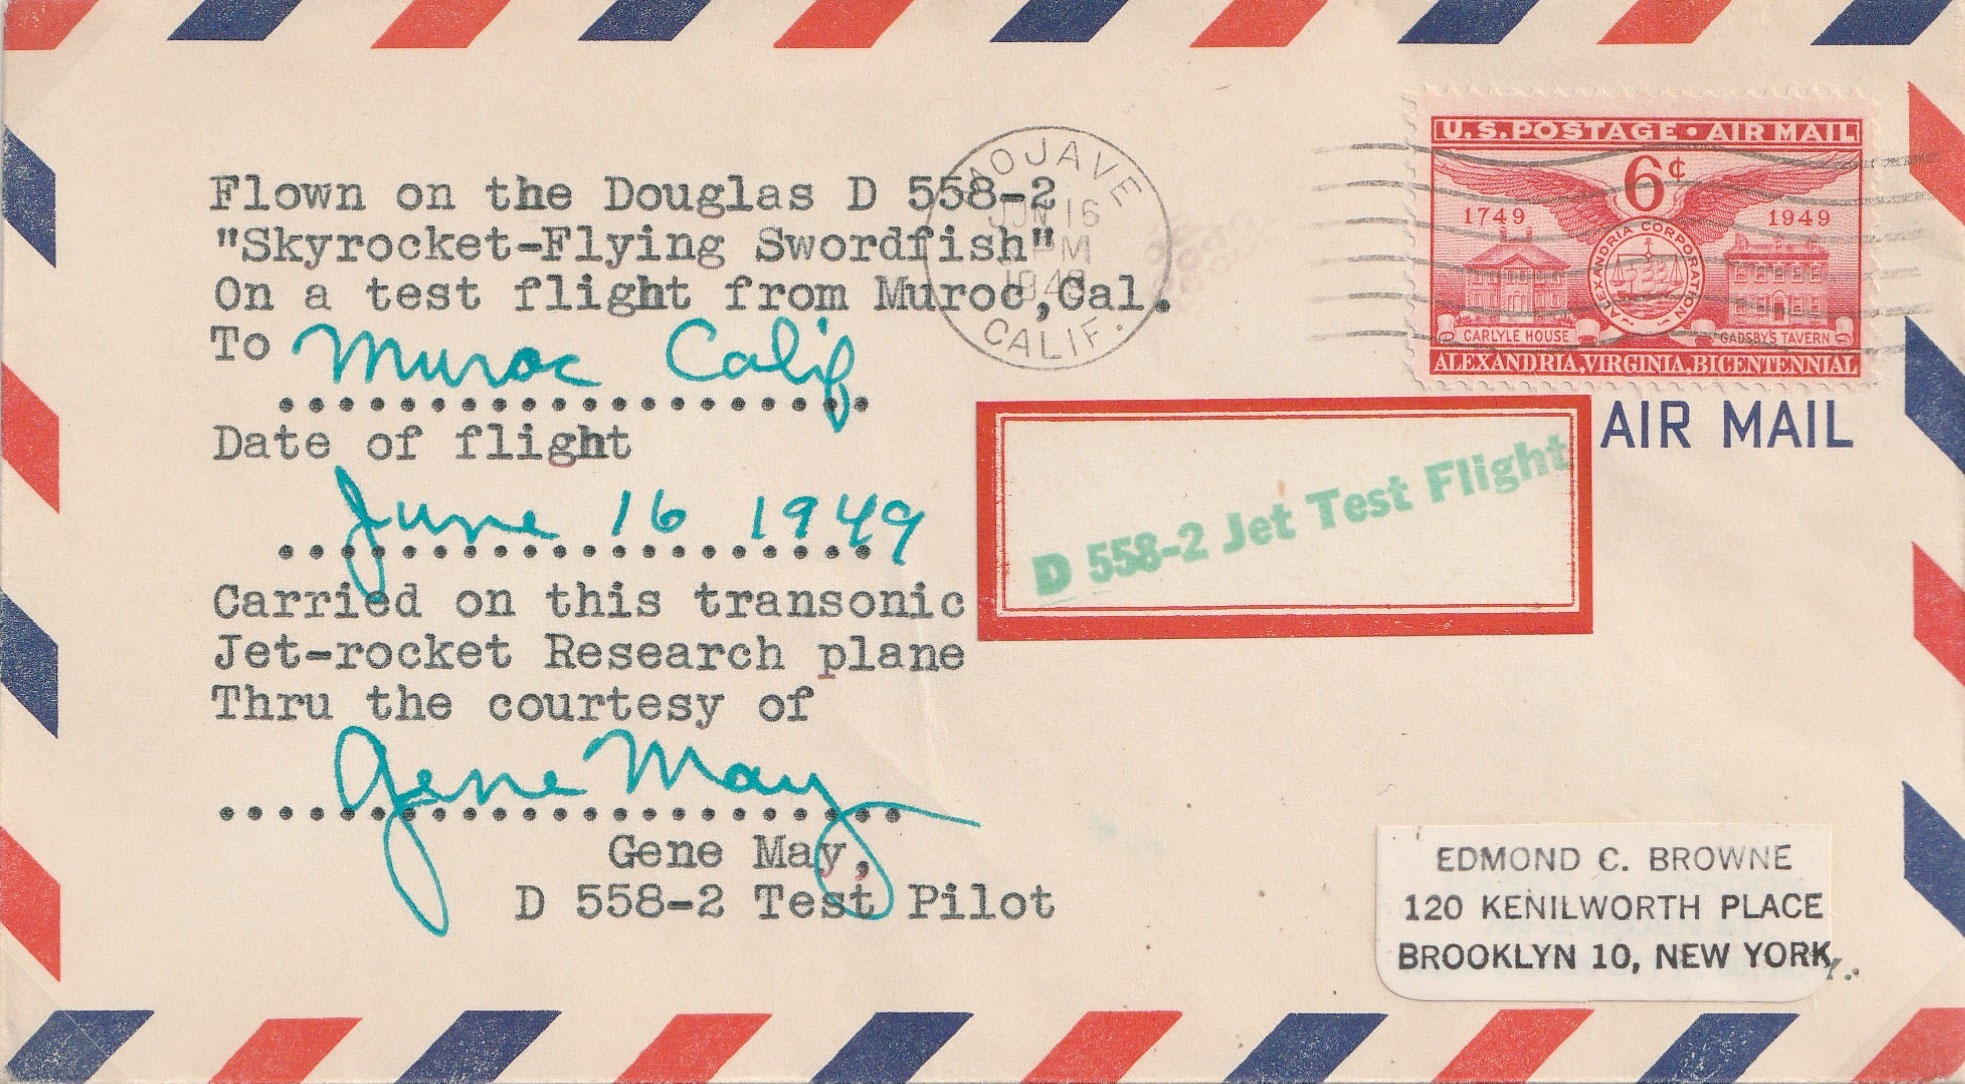 Flown on the Douglas D 558-2
"Skyrocket-Flying Swordfish"
On a test flight from Muroc,Cal.
To Muroc Calif
Date of flight
June 16 1949
Carried on this transonic
Jet-rocket Research plane
Thru the courtesy of
Gene May
Gene May,
D 558-2 Test Pilot
MOJAVE
JUN 16
PM
1949
CALIF.
U.S. POSTAGE • AIR MAIL
6¢
1749 1949
ALEXANDRIA CORPORATION
CARLYLE HOUSE GADSBY'S TAVERN
ALEXANDRIA, VIRGINIA, BICENTENNIAL
AIR MAIL
D 558-2 Jet Test Flight
EDMOND C. BROWNE
120 KENILWORTH PLACE
BROOKLYN 10, NEW YORK